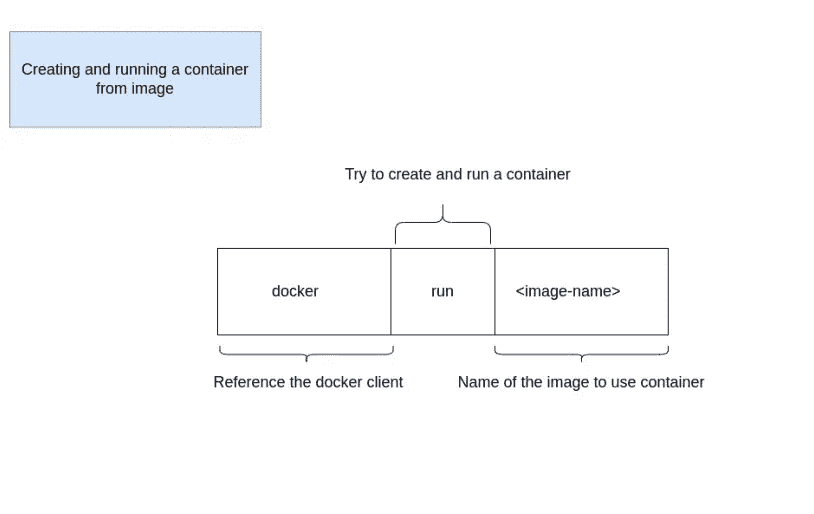 Creating and running a container
from image
Try to create and run a container
docker
run
<image-name>
Reference the docker client
Name of the image to use container